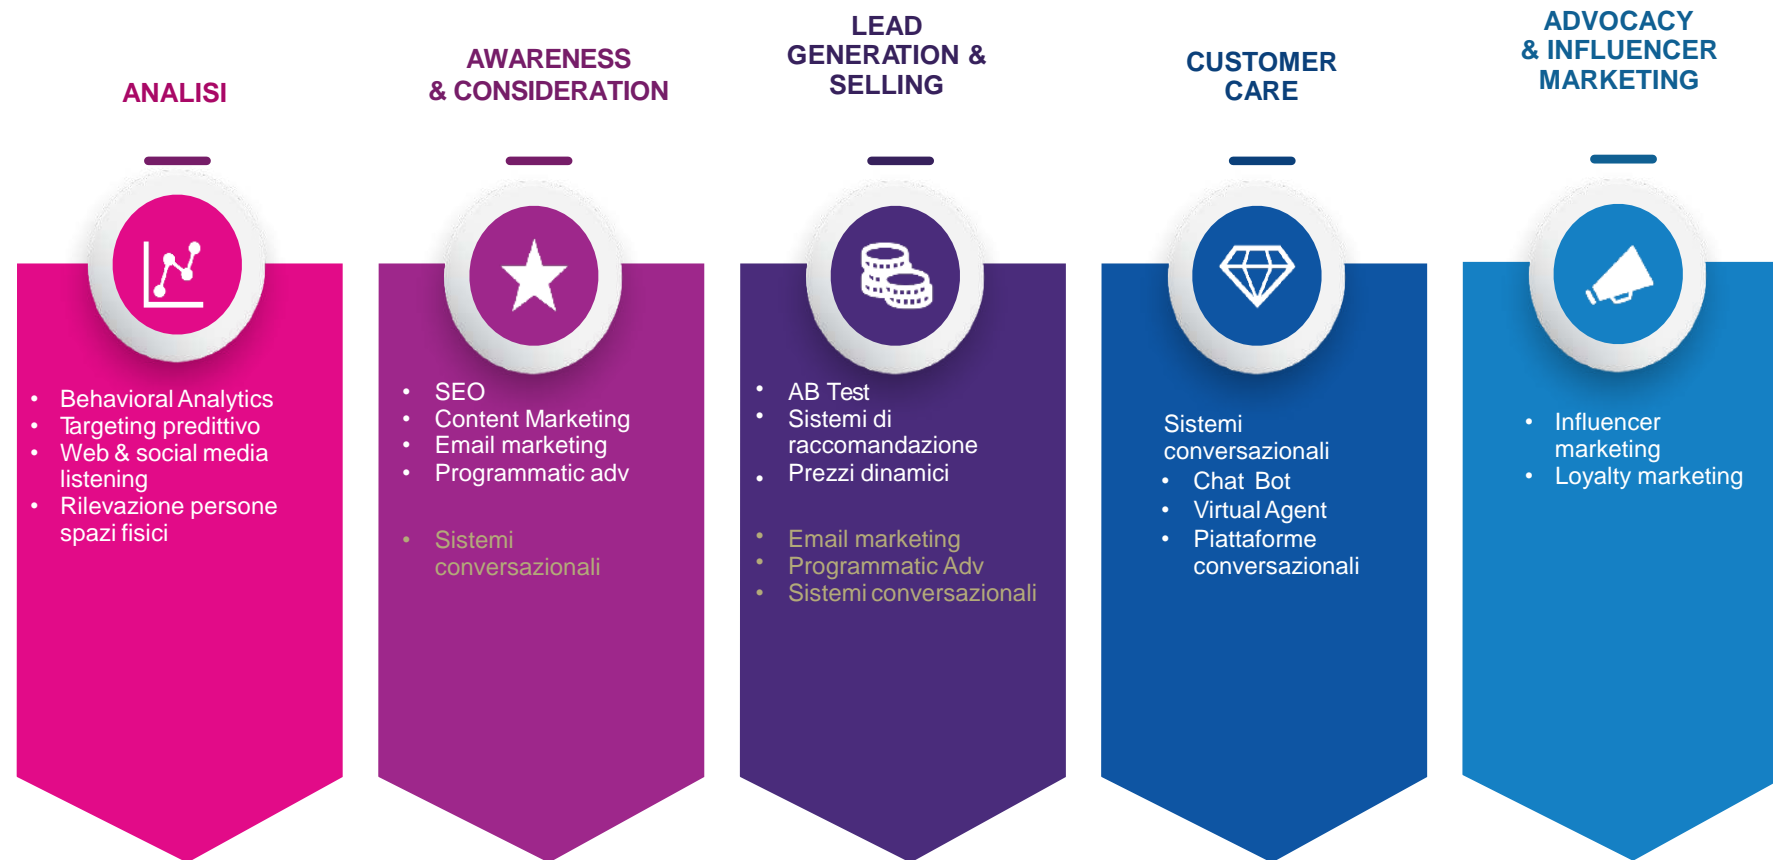 ANALISI
• Behavioral Analytics
• Targeting predittivo
• Web & social media
listening
• Rilevazione persone
spazi fisici
AWARENESS
& CONSIDERATION
• SEO
• Content Marketing
• Email marketing
• Programmatic adv
• Sistemi
conversazionali
LEAD
GENERATION &
SELLING
• AB Test
• Sistemi di
raccomandazione
• Prezzi dinamici
• Email marketing
• Programmatic Adv
• Sistemi conversazionali
CUSTOMER
CARE
Sistemi
conversazionali
• Chat Bot
• Virtual Agent
• Piattaforme
conversazionali
ADVOCACY
& INFLUENCER
MARKETING
• Influencer
marketing
• Loyalty marketing